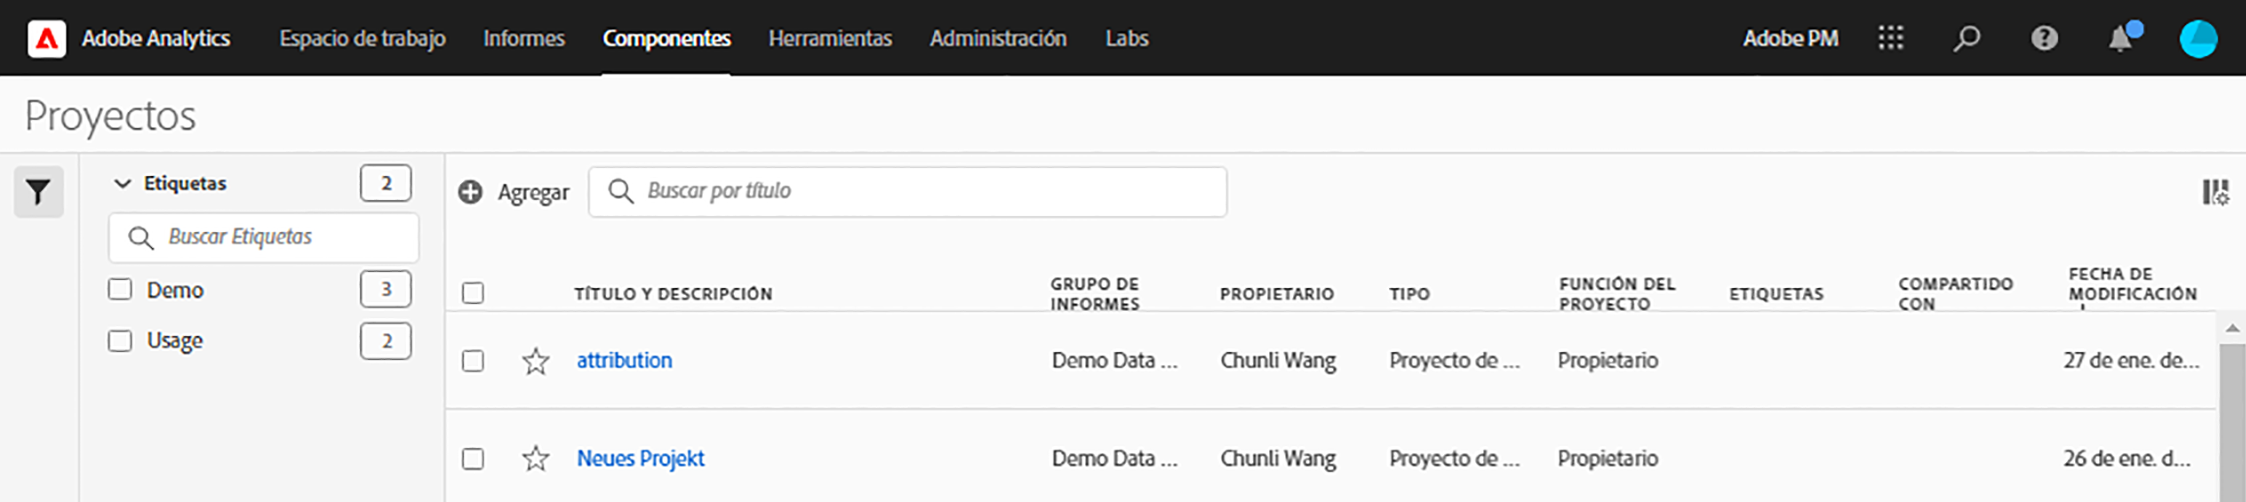 Adobe Analytics Espacio de trabajo Informes Componentes Herramientas Administración Labs Adobe PM
Proyectos
Etiquetas 2
Buscar Etiquetas
Demo 3
Usage 2
Agregar Buscar por título
TÍTULO Y DESCRIPCIÓN GRUPO DE INFORMES PROPIETARIO TIPO FUNCIÓN DEL PROYECTO ETIQUETAS COMPARTIDO CON FECHA DE MODIFICACIÓN
attribution Demo Data ... Chunli Wang Proyecto de ... Propietario 27 de ene. de...
Neues Projekt Demo Data ... Chunli Wang Proyecto de ... Propietario 26 de ene. d...